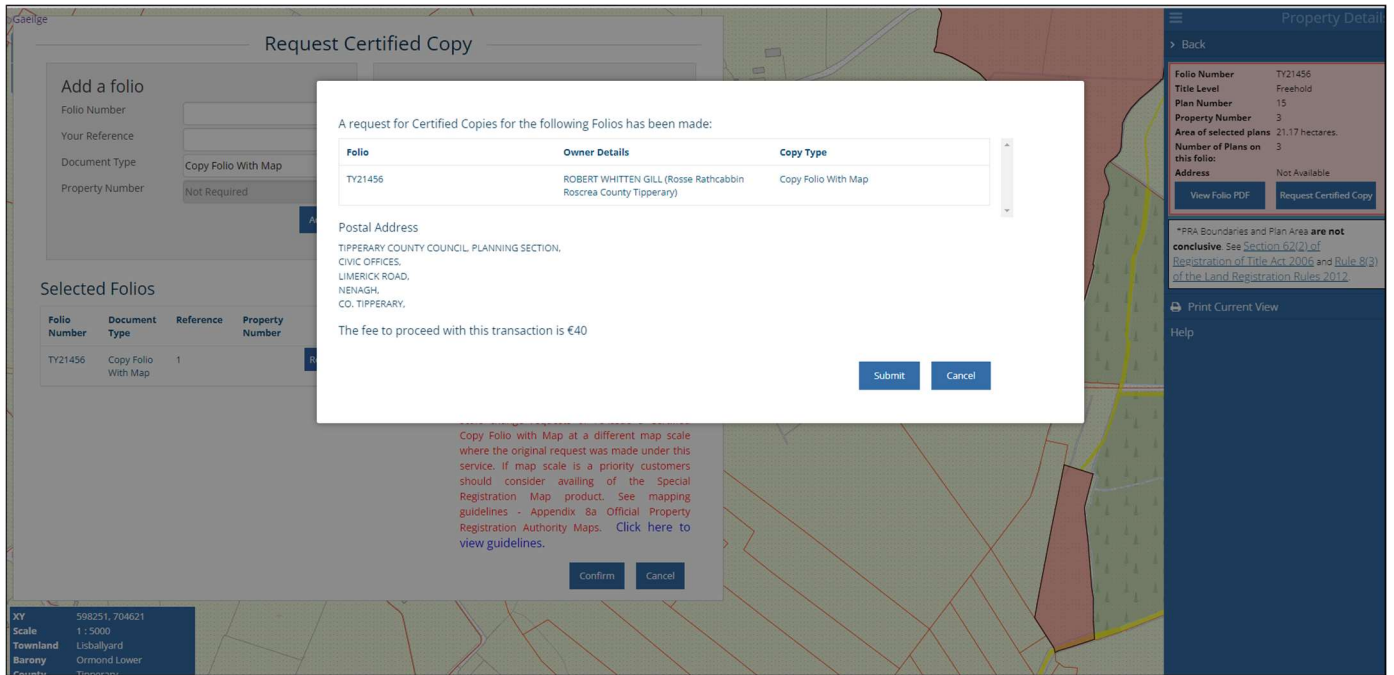 Gaeilge
Request Certified Copy
Add a folio
Folio Number
Your Reference
Document Type
Copy Folio With Map
Property Number
Not Required
Selected Folios
Folio Number
Document Type
Reference
Property Number
TY21456
Copy Folio With Map
1
A request for Certified Copies for the following Folios has been made:
Folio
Owner Details
Copy Type
TY21456
ROBERT WHITTEN GILL (Rosse Rathcabbin
Roscrea County Tipperary)
Copy Folio With Map
Postal Address
TIPPERARY COUNTY COUNCIL, PLANNING SECTION,
CIVIC OFFICES,
LIMERICK ROAD,
NENAGH,
CO. TIPPERARY,
The fee to proceed with this transaction is €40
Submit
Cancel
Copy Folio with Map at a different map scale
where the original request was made under this
service. If map scale is a priority customers
should consider availing of the Special
Registration Map product. See mapping
guidelines - Appendix 8a Official Property
Registration Authority Maps. Click here to
view guidelines.
Confirm
Cancel
XY 598251, 704621
Scale 1 : 5000
Townland Lisballyard
Barony Ormond Lower
County Tipperary
Property Detail
> Back
Folio Number TY21456
Title Level Freehold
Plan Number 15
Property Number 3
Area of selected plans 21.17 hectares.
Number of Plans on 3
this folio:
Address Not Available
View Folio PDF
Request Certified Copy
*PRA Boundaries and Plan Area are not
conclusive. See Section 62(2) of
Registration of Title Act 2006 and Rule 8(3)
of the Land Registration Rules 2012.
Print Current View
Help